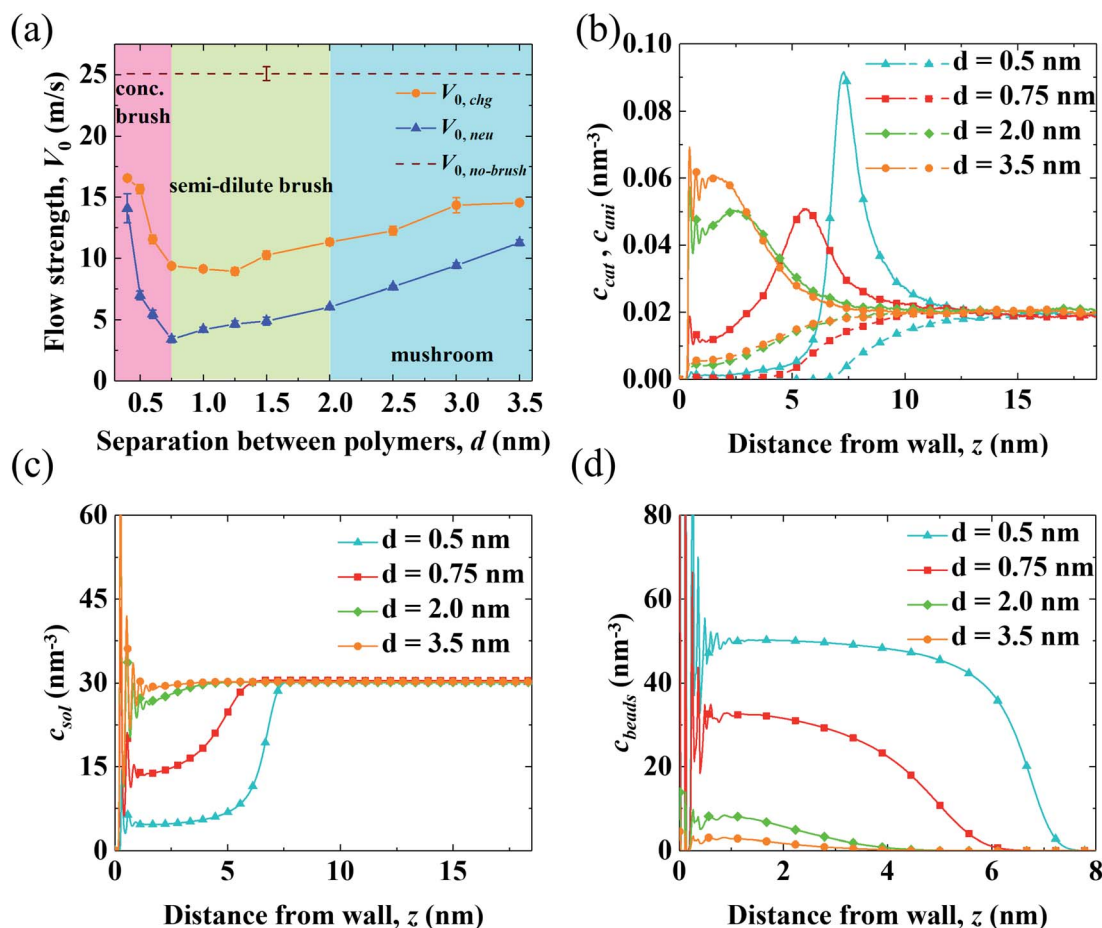 (a)
Flow strength, V0 (m/s)
25
20
15
10
5
0
conc.
brush
semi-dilute brush
mushroom
V0, chg
V0, neu
V0, no-brush
0.5 1.0 1.5 2.0 2.5 3.0 3.5
Separation between polymers, d (nm)
(b)
ccat , cani (nm-3)
0.10
0.08
0.06
0.04
0.02
0.00
d = 0.5 nm
d = 0.75 nm
d = 2.0 nm
d = 3.5 nm
0 5 10 15
Distance from wall, z (nm)
(c)
csol (nm-3)
60
45
30
15
0
d = 0.5 nm
d = 0.75 nm
d = 2.0 nm
d = 3.5 nm
0 5 10 15
Distance from wall, z (nm)
(d)
cbeads (nm-3)
80
60
40
20
0
d = 0.5 nm
d = 0.75 nm
d = 2.0 nm
d = 3.5 nm
0 2 4 6 8
Distance from wall, z (nm)